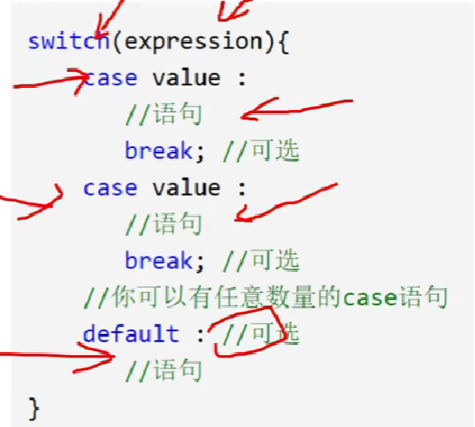 switch(expression){
case value :
//语句
break; //可选
case value :
//语句
break; //可选
//你可以有任意数量的case语句
default : //可选
//语句
}